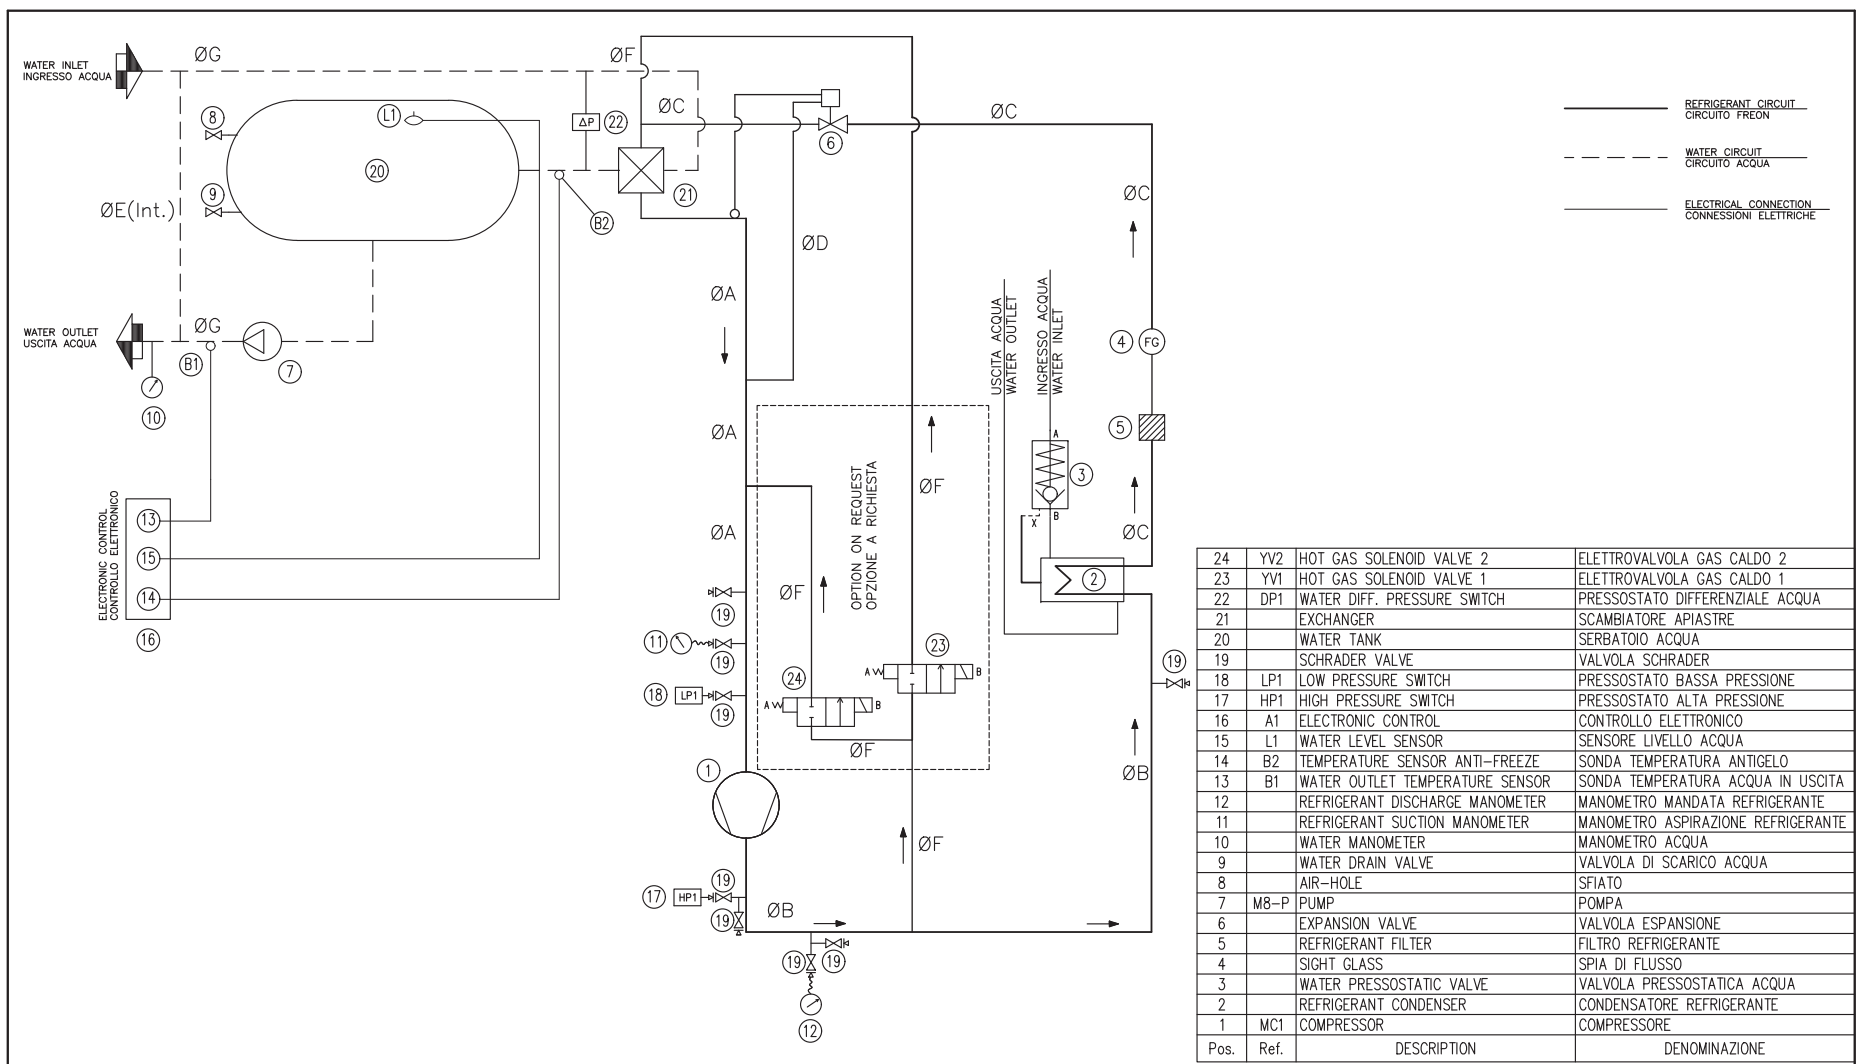 WATER INLET
INGRESSO ACQUA
ØG
ØF
8
L1
ΔP
22
ØC
6
ØC
20
9
21
ØE(Int.)
B2
ØD
ØC
ØA
WATER OUTLET
USCITA ACQUA
ØG
B1
7
10
USCITA ACQUA
WATER OUTLET
INGRESSO ACQUA
WATER INLET
4
FG
5
ØA
A
3
X
B
ØF
OPTION ON REQUEST
OPZIONE A RICHIESTA
ELECTRONIC CONTROL
CONTROLLO ELETTRONICO
13
15
14
16
ØA
ØC
2
ØF
19
11
19
18
LP1
19
24
A
B
23
A
B
19
ØF
1
ØB
ØF
17
HP1
19
19
ØB
19
19
12
REFRIGERANT CIRCUIT
CIRCUITO FREON
WATER CIRCUIT
CIRCUITO ACQUA
ELECTRICAL CONNECTION
CONNESSIONI ELETTRICHE
24 YV2 HOT GAS SOLENOID VALVE 2 ELETTROVALVOLA GAS CALDO 2
23 YV1 HOT GAS SOLENOID VALVE 1 ELETTROVALVOLA GAS CALDO 1
22 DP1 WATER DIFF. PRESSURE SWITCH PRESSOSTATO DIFFERENZIALE ACQUA
21 EXCHANGER SCAMBIATORE APIASTRE
20 WATER TANK SERBATOIO ACQUA
19 SCHRADER VALVE VALVOLA SCHRADER
18 LP1 LOW PRESSURE SWITCH PRESSOSTATO BASSA PRESSIONE
17 HP1 HIGH PRESSURE SWITCH PRESSOSTATO ALTA PRESSIONE
16 A1 ELECTRONIC CONTROL CONTROLLO ELETTRONICO
15 L1 WATER LEVEL SENSOR SENSORE LIVELLO ACQUA
14 B2 TEMPERATURE SENSOR ANTI-FREEZE SONDA TEMPERATURA ANTIGELO
13 B1 WATER OUTLET TEMPERATURE SENSOR SONDA TEMPERATURA ACQUA IN USCITA
12 REFRIGERANT DISCHARGE MANOMETER MANOMETRO MANDATA REFRIGERANTE
11 REFRIGERANT SUCTION MANOMETER MANOMETRO ASPIRAZIONE REFRIGERANTE
10 WATER MANOMETER MANOMETRO ACQUA
9 WATER DRAIN VALVE VALVOLA DI SCARICO ACQUA
8 AIR-HOLE SFIATO
7 M8-P PUMP POMPA
6 EXPANSION VALVE VALVOLA ESPANSIONE
5 REFRIGERANT FILTER FILTRO REFRIGERANTE
4 SIGHT GLASS SPIA DI FLUSSO
3 WATER PRESSOSTATIC VALVE VALVOLA PRESSOSTATICA ACQUA
2 REFRIGERANT CONDENSER CONDENSATORE REFRIGERANTE
1 MC1 COMPRESSOR COMPRESSORE
Pos. Ref. DESCRIPTION DENOMINAZIONE